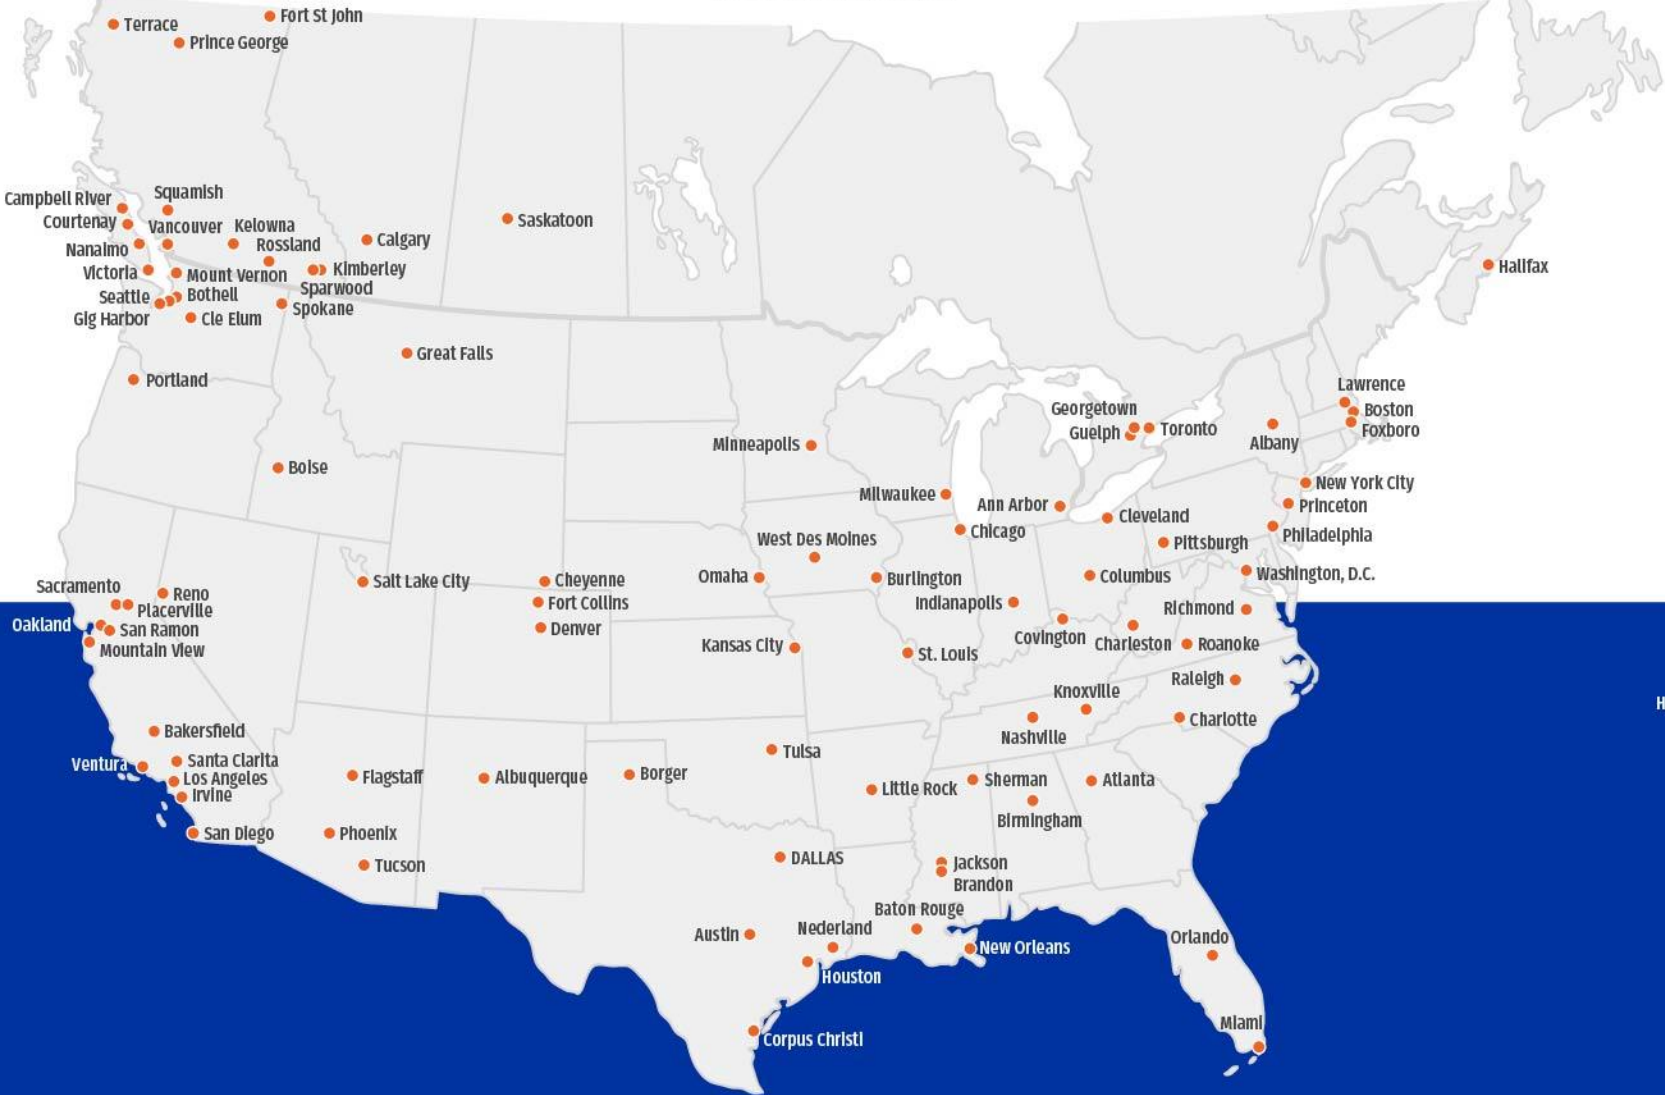 Fort St John
Terrace
Prince George
Squamish
Campbell River
Courtenay
Vancouver
Kelowna
Saskatoon
Nanaimo
Rossland
Calgary
Victoria
Mount Vernon
Kimberley
Halifax
Sparwood
Seattle
Bothell
Spokane
Gig Harbor
Cle Elum
Great Falls
Portland
Lawrence
Georgetown
Boston
Guelph
Toronto
Foxboro
Albany
Minneapolis
Boise
New York City
Milwaukee
Ann Arbor
Princeton
Cleveland
Chicago
Philadelphia
West Des Moines
Pittsburgh
Salt Lake City
Cheyenne
Omaha
Burlington
Columbus
Washington, D.C.
Sacramento
Reno
Fort Collins
Indianapolis
Placerville
Richmond
Oakland
San Ramon
Denver
Covington
Charleston
Roanoke
Mountain View
Kansas City
St. Louis
Raleigh
Knoxville
H
Charlotte
Bakersfield
Nashville
Tulsa
Ventura
Santa Clarita
Los Angeles
Flagstaff
Albuquerque
Borger
Sherman
Atlanta
Irvine
Little Rock
Birmingham
San Diego
Phoenix
DALLAS
Tucson
Jackson
Brandon
Baton Rouge
Austin
Nederland
Orlando
New Orleans
Houston
Miami
Corpus Christi